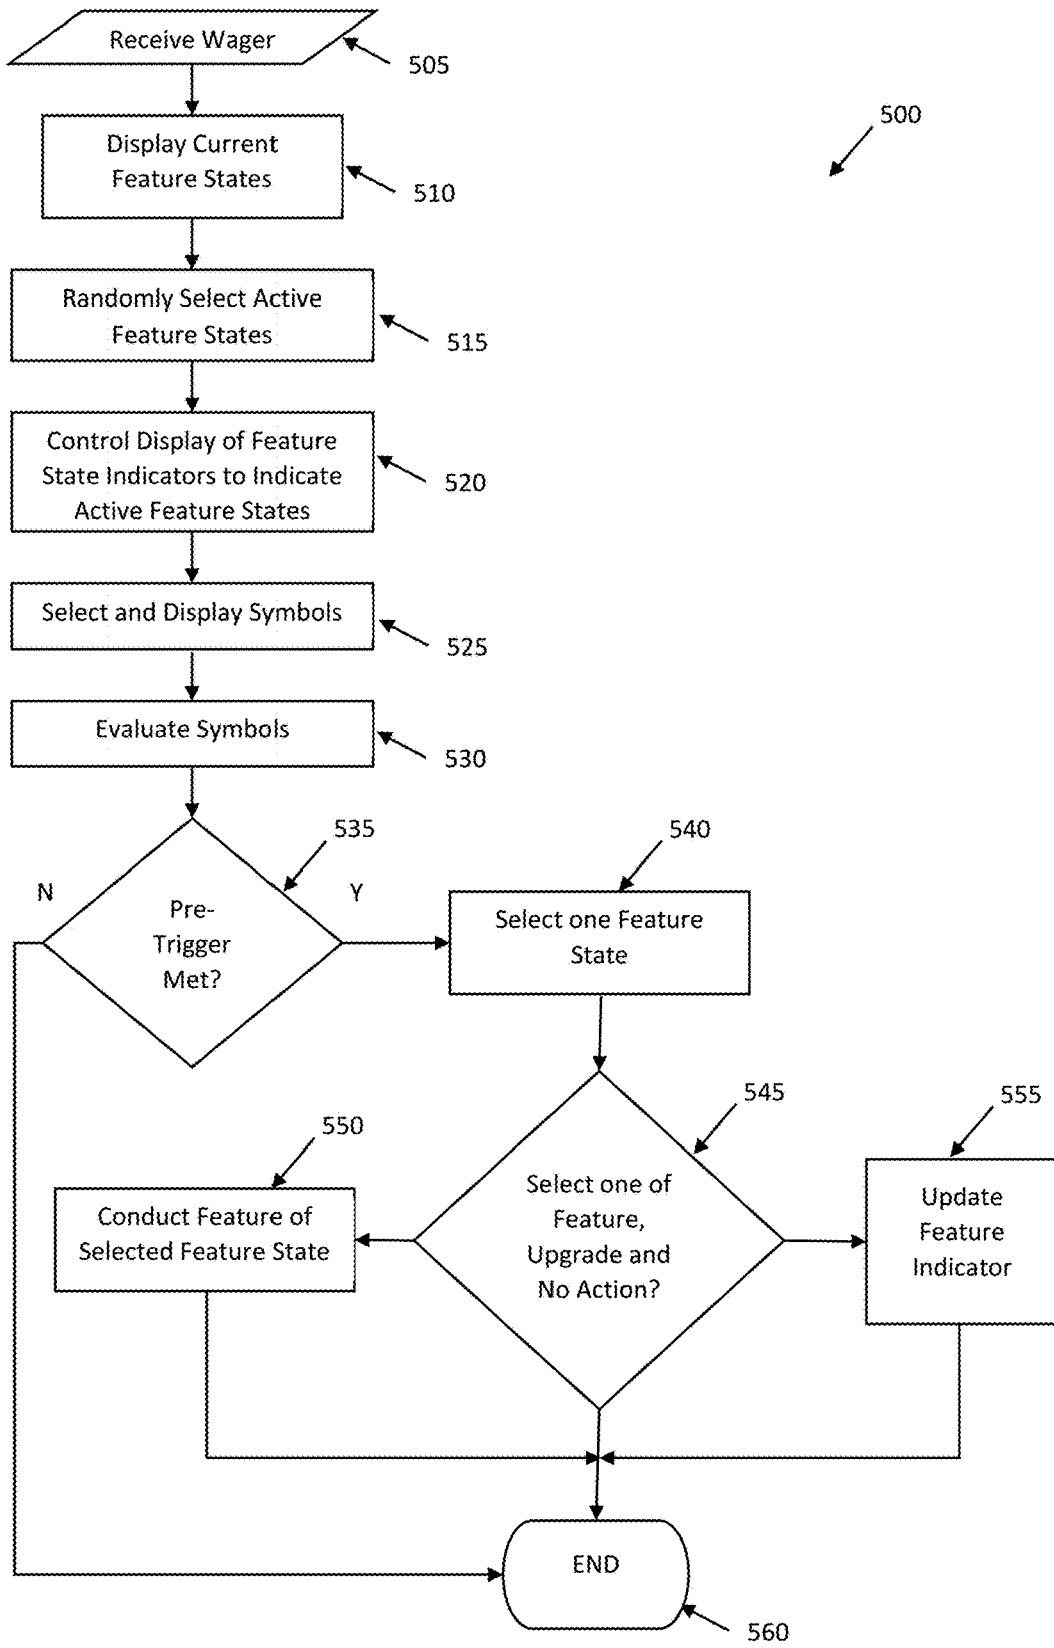 Receive Wager
505
500
Display Current
Feature States
510
Randomly Select Active
Feature States
515
Control Display of Feature
State Indicators to Indicate
Active Feature States
520
Select and Display Symbols
525
Evaluate Symbols
530
535
N
Y
Pre-
Trigger
Met?
540
Select one Feature
State
545
Select one of
Feature,
Upgrade and
No Action?
550
Conduct Feature of
Selected Feature State
555
Update
Feature
Indicator
END
560